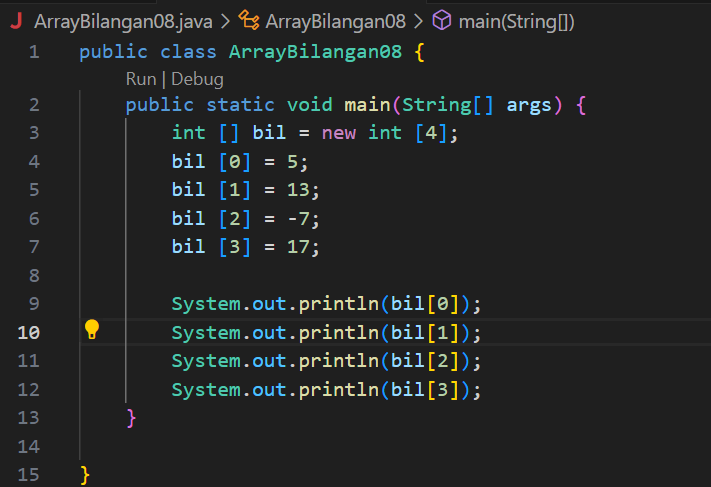 J ArrayBilangan08.java > ArrayBilangan08 > main(String[])
1 public class ArrayBilangan08 {
Run | Debug
2 public static void main(String[] args) {
3 int [] bil = new int [4];
4 bil [0] = 5;
5 bil [1] = 13;
6 bil [2] = -7;
7 bil [3] = 17;
8
9 System.out.println(bil[0]);
10 System.out.println(bil[1]);
11 System.out.println(bil[2]);
12 System.out.println(bil[3]);
13 }
14
15 }